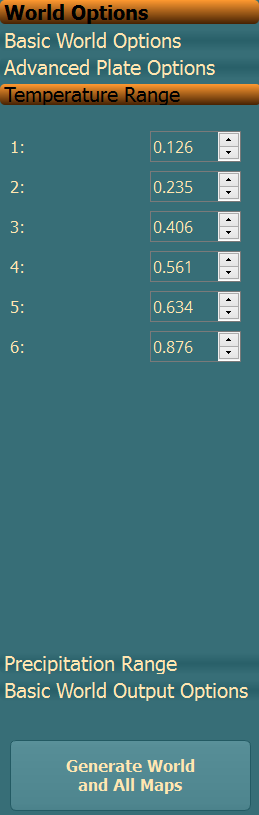 World Options
Basic World Options
Advanced Plate Options
Temperature Range
1: 0.126
2: 0.235
3: 0.406
4: 0.561
5: 0.634
6: 0.876
Precipitation Range
Basic World Output Options
Generate World
and All Maps